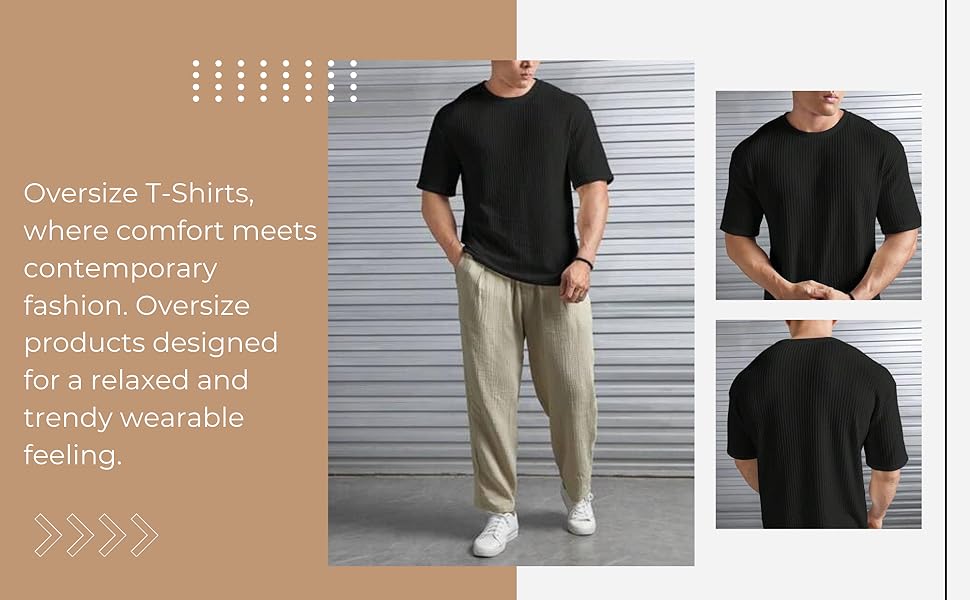 Oversize T-Shirts,
where comfort meets
contemporary
fashion. Oversize
products designed
for a relaxed and
trendy wearable
feeling.